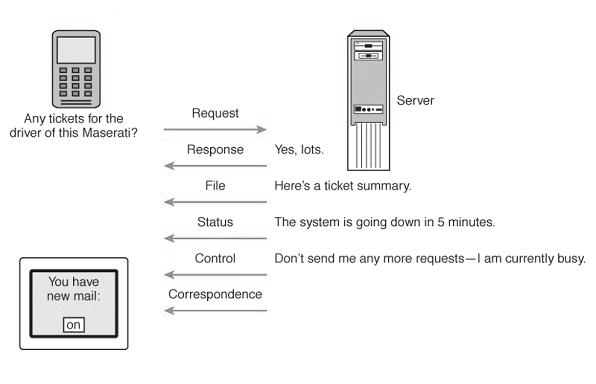 Any tickets for the
driver of this Maserati?
Server
Request
Response Yes, lots.
File Here's a ticket summary.
Status The system is going down in 5 minutes.
Control Don't send me any more requests—I am currently busy.
Correspondence
You have
new mail:
on